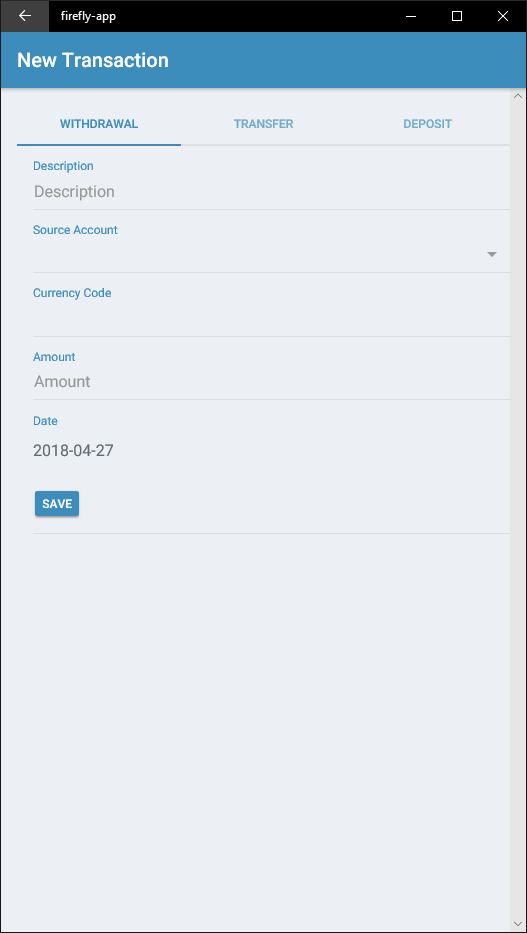 firefly-app
New Transaction
WITHDRAWAL TRANSFER DEPOSIT
Description
Description
Source Account
Currency Code
Amount
Amount
Date
2018-04-27
SAVE